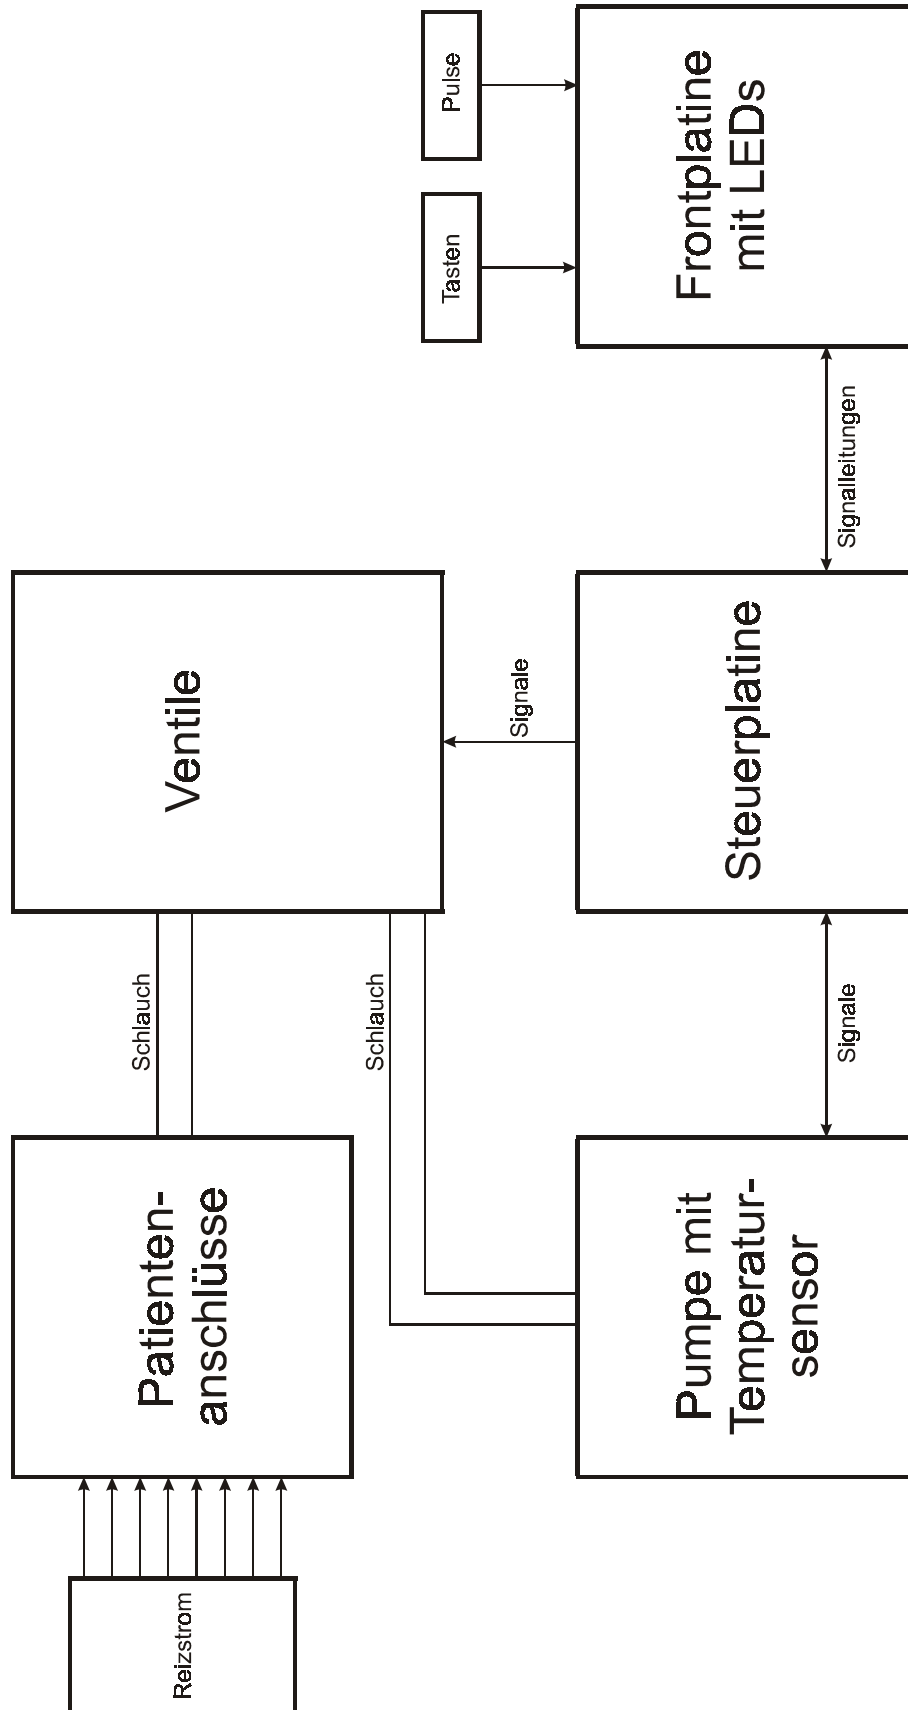 Reizstrom
Patienten-
anschlüsse
Schlauch
Ventile
Schlauch
Signale
Pumpe mit
Temperatur-
sensor
Signale
Steuerplatine
Signalleitungen
Tasten
Pulse
Frontplatine
mit LEDs